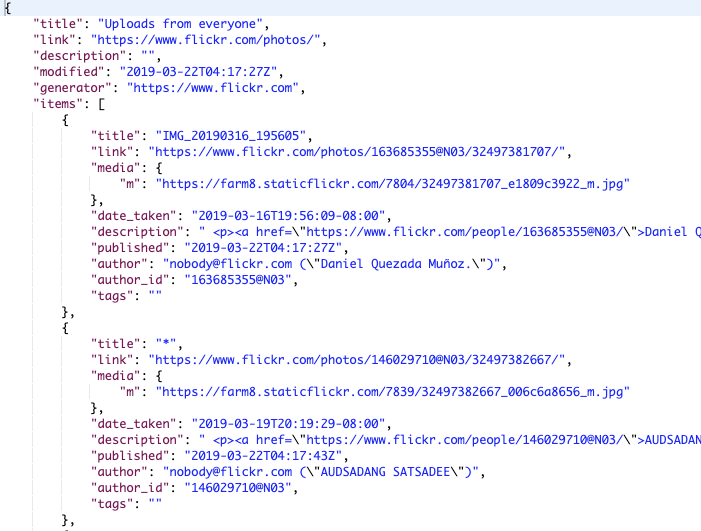 {
"title": "Uploads from everyone",
"link": "https://www.flickr.com/photos/",
"description": "",
"modified": "2019-03-22T04:17:27Z",
"generator": "https://www.flickr.com",
"items": [
{
"title": "IMG_20190316_195605",
"link": "https://www.flickr.com/photos/163685355@N03/32497381707/",
"media": {
"m": "https://farm8.staticflickr.com/7804/32497381707_e1809c3922_m.jpg"
},
"date_taken": "2019-03-16T19:56:09-08:00",
"description": " <p><a href=\"https://www.flickr.com/people/163685355@N03/\">Daniel Q
"published": "2019-03-22T04:17:27Z",
"author": "nobody@flickr.com (\"Daniel Quezada Muñoz.\")",
"author_id": "163685355@N03",
"tags": ""
},
{
"title": "*",
"link": "https://www.flickr.com/photos/146029710@N03/32497382667/",
"media": {
"m": "https://farm8.staticflickr.com/7839/32497382667_006c6a8656_m.jpg"
},
"date_taken": "2019-03-19T20:19:29-08:00",
"description": " <p><a href=\"https://www.flickr.com/people/146029710@N03/\">AUDSADAN
"published": "2019-03-22T04:17:43Z",
"author": "nobody@flickr.com (\"AUDSADANG SATSADEE\")",
"author_id": "146029710@N03",
"tags": ""
},